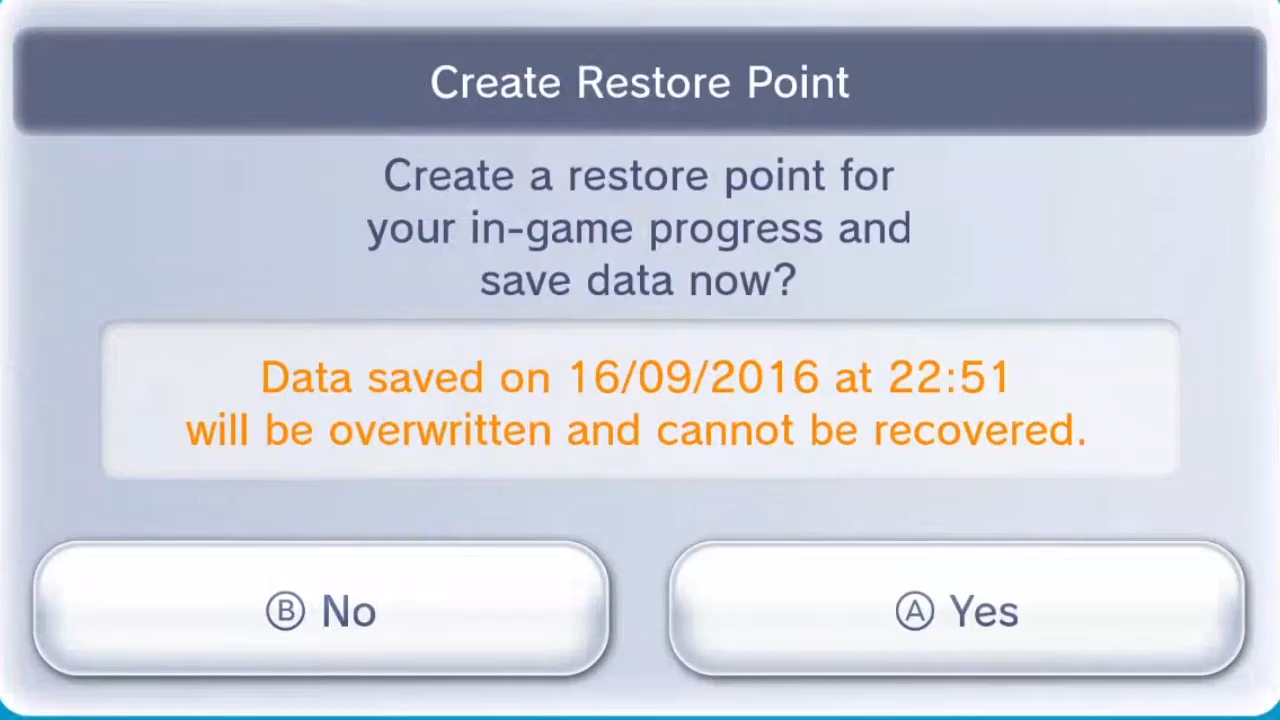 Create Restore Point
Create a restore point for
your in-game progress and
save data now?
Data saved on 16/09/2016 at 22:51
will be overwritten and cannot be recovered.
Ⓑ No
Ⓐ Yes